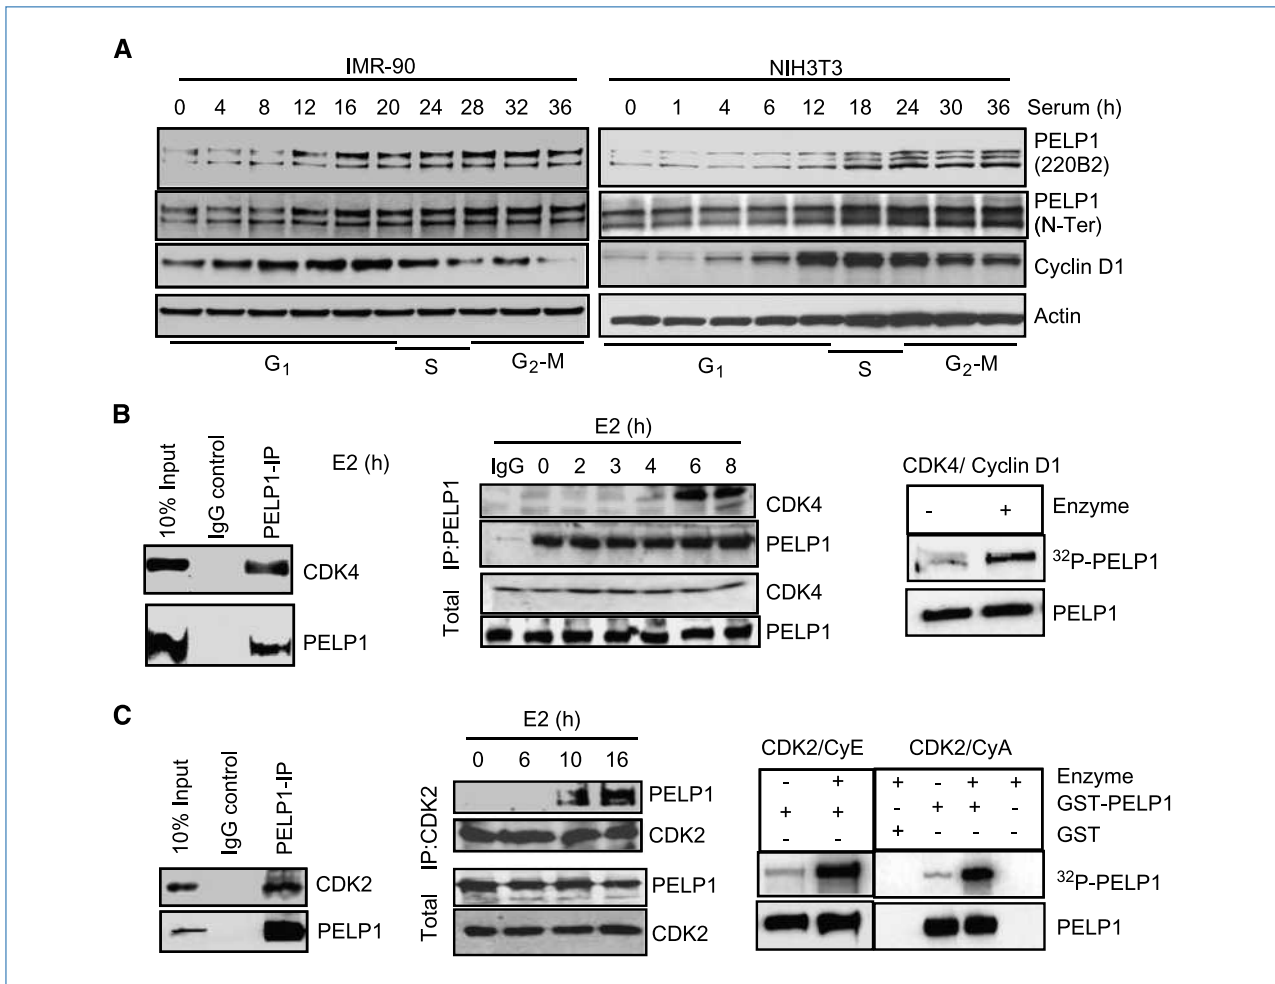 A
IMR-90
NIH3T3
0 4 8 12 16 20 24 28 32 36
0 1 4 6 12 18 24 30 36 Serum (h)
PELP1
(220B2)
PELP1
(N-Ter)
Cyclin D1
Actin
G1 S G2-M
G1 S G2-M
B
10% Input
IgG control
PELP1-IP
E2 (h)
CDK4
PELP1
E2 (h)
IgG 0 2 3 4 6 8
IP:PELP1
CDK4
PELP1
Total
CDK4
PELP1
CDK4/ Cyclin D1
- + Enzyme
32P-PELP1
PELP1
C
10% Input
IgG control
PELP1-IP
CDK2
PELP1
E2 (h)
0 6 10 16
IP:CDK2
PELP1
CDK2
Total
PELP1
CDK2
CDK2/CyE CDK2/CyA
- + + - + + Enzyme
+ + - + + - GST-PELP1
- - + - - - GST
32P-PELP1
PELP1